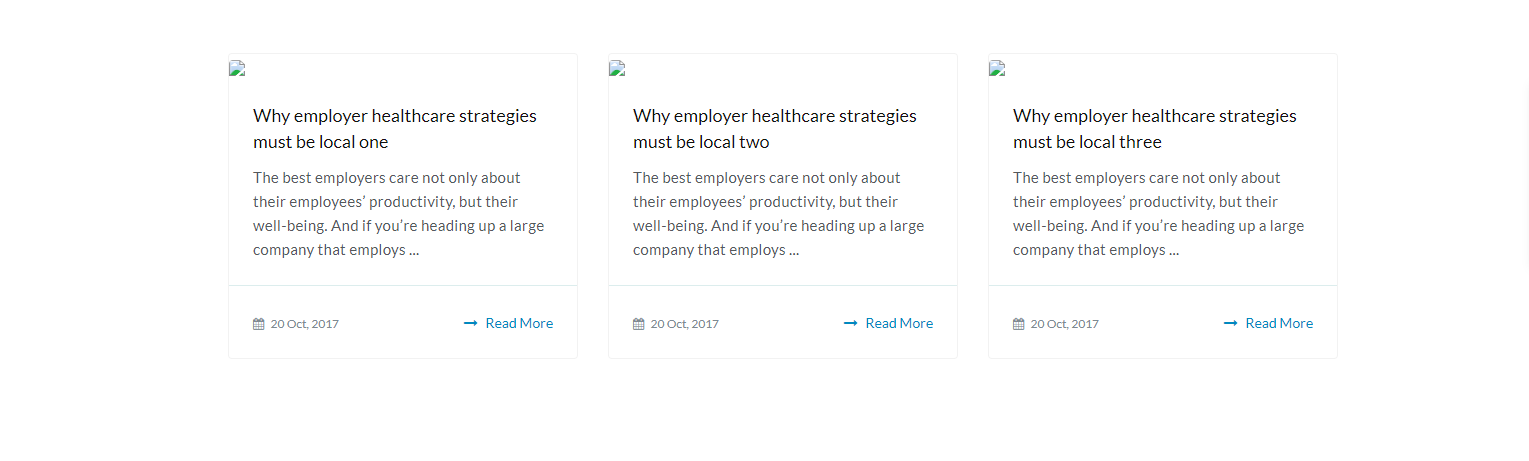 Why employer healthcare strategies
must be local one
The best employers care not only about
their employees’ productivity, but their
well-being. And if you’re heading up a large
company that employs ...
20 Oct, 2017
Read More
Why employer healthcare strategies
must be local two
The best employers care not only about
their employees’ productivity, but their
well-being. And if you’re heading up a large
company that employs ...
20 Oct, 2017
Read More
Why employer healthcare strategies
must be local three
The best employers care not only about
their employees’ productivity, but their
well-being. And if you’re heading up a large
company that employs ...
20 Oct, 2017
Read More